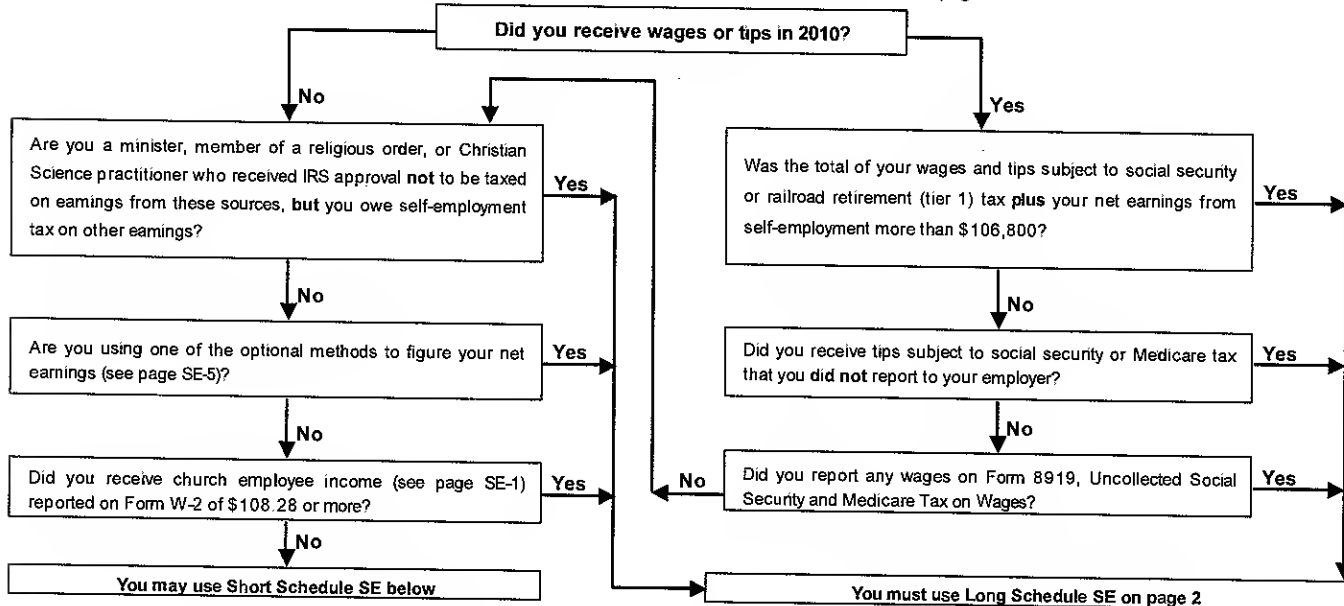 Did you receive wages or tips in 2010?
No
Yes
Are you a minister, member of a religious order, or Christian
Science practitioner who received IRS approval not to be taxed
on earnings from these sources, but you owe self-employment
tax on other earnings?
Yes
Was the total of your wages and tips subject to social security
or railroad retirement (tier 1) tax plus your net earnings from
self-employment more than $106,800?
Yes
No
No
Are you using one of the optional methods to figure your net
earnings (see page SE-5)?
Yes
Did you receive tips subject to social security or Medicare tax
that you did not report to your employer?
Yes
No
No
Did you receive church employee income (see page SE-1)
reported on Form W-2 of $108.28 or more?
Yes
No
Did you report any wages on Form 8919, Uncollected Social
Security and Medicare Tax on Wages?
Yes
No
You may use Short Schedule SE below
You must use Long Schedule SE on page 2